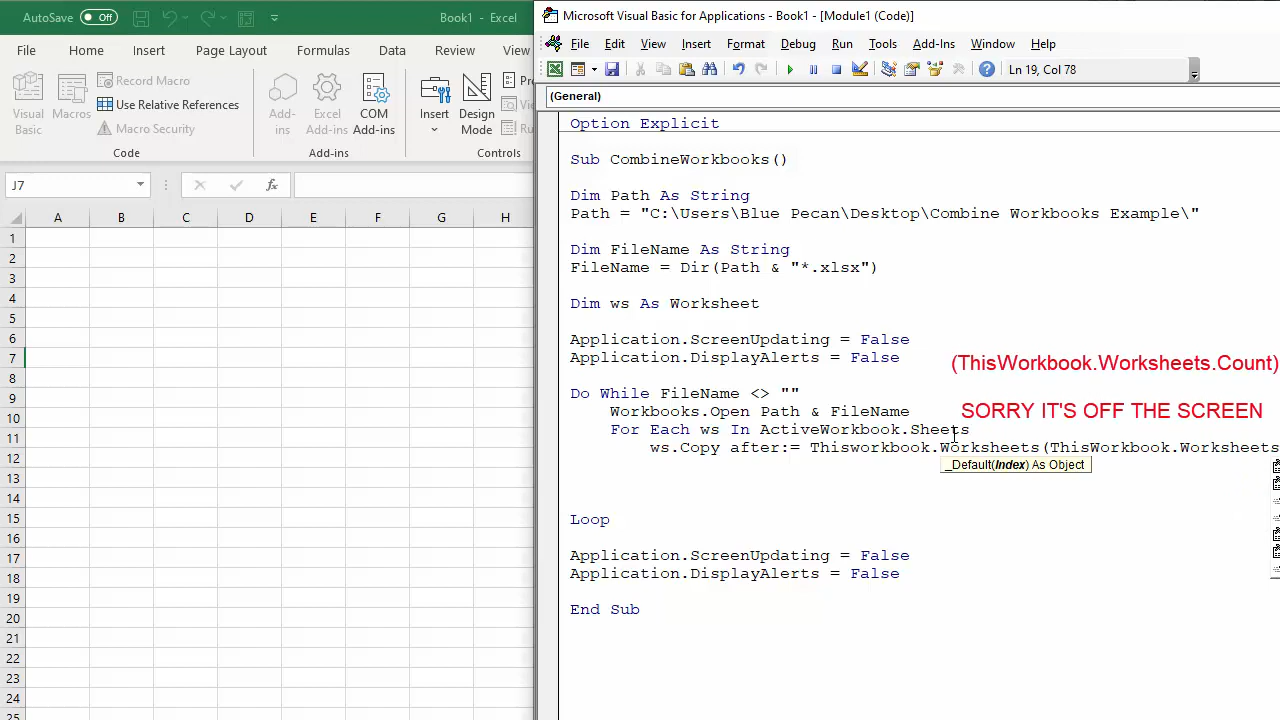 AutoSave Off Book1 - Excel
File Home Insert Page Layout Formulas Data Review View
Visual Basic
Macros
Record Macro
Use Relative References
Macro Security
Code
Add-ins
Excel Add-ins
COM Add-ins
Add-ins
Insert
Design Mode
Controls
J7
A B C D E F G H
1
2
3
4
5
6
7
8
9
10
11
12
13
14
15
16
17
18
19
20
21
22
23
24
25
Microsoft Visual Basic for Applications - Book1 - [Module1 (Code)]
File Edit View Insert Format Debug Run Tools Add-Ins Window Help
Ln 19, Col 78
(General)
Option Explicit
Sub CombineWorkbooks()
Dim Path As String
Path = "C:\Users\Blue Pecan\Desktop\Combine Workbooks Example\"
Dim FileName As String
FileName = Dir(Path & "*.xlsx")
Dim ws As Worksheet
Application.ScreenUpdating = False
Application.DisplayAlerts = False
(ThisWorkbook.Worksheets.Count)
Do While FileName <> ""
Workbooks.Open Path & FileName
SORRY IT'S OFF THE SCREEN
For Each ws In ActiveWorkbook.Sheets
ws.Copy after:= Thisworkbook.Worksheets(ThisWorkbook.Worksheets
_Default(Index) As Object
Loop
Application.ScreenUpdating = False
Application.DisplayAlerts = False
End Sub